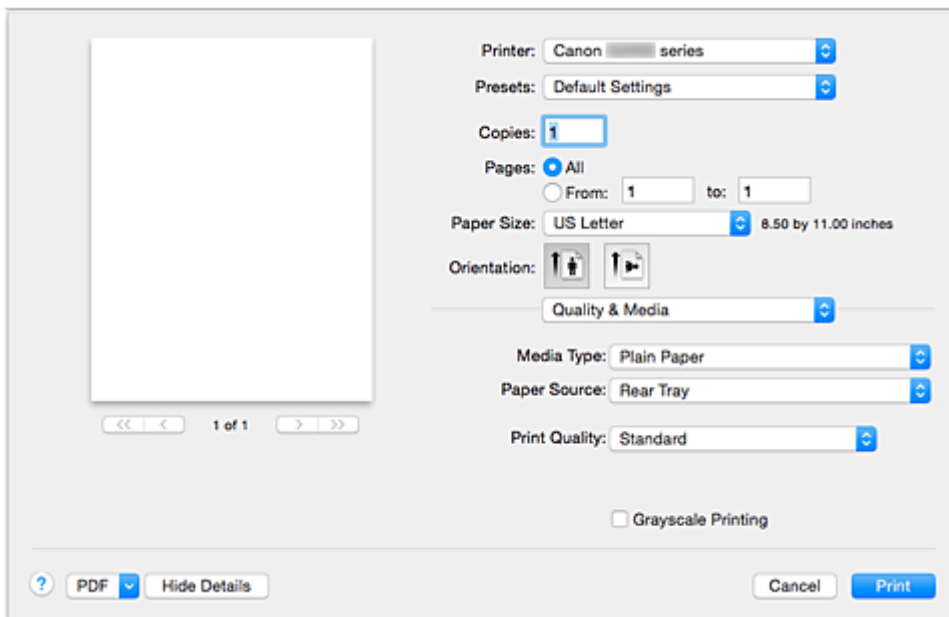 Printer: Canon series
Presets: Default Settings
Copies: 1
Pages: All
From: 1 to: 1
Paper Size: US Letter 8.50 by 11.00 inches
Orientation:
Quality & Media
Media Type: Plain Paper
Paper Source: Rear Tray
1 of 1
Print Quality: Standard
Grayscale Printing
? PDF Hide Details Cancel Print